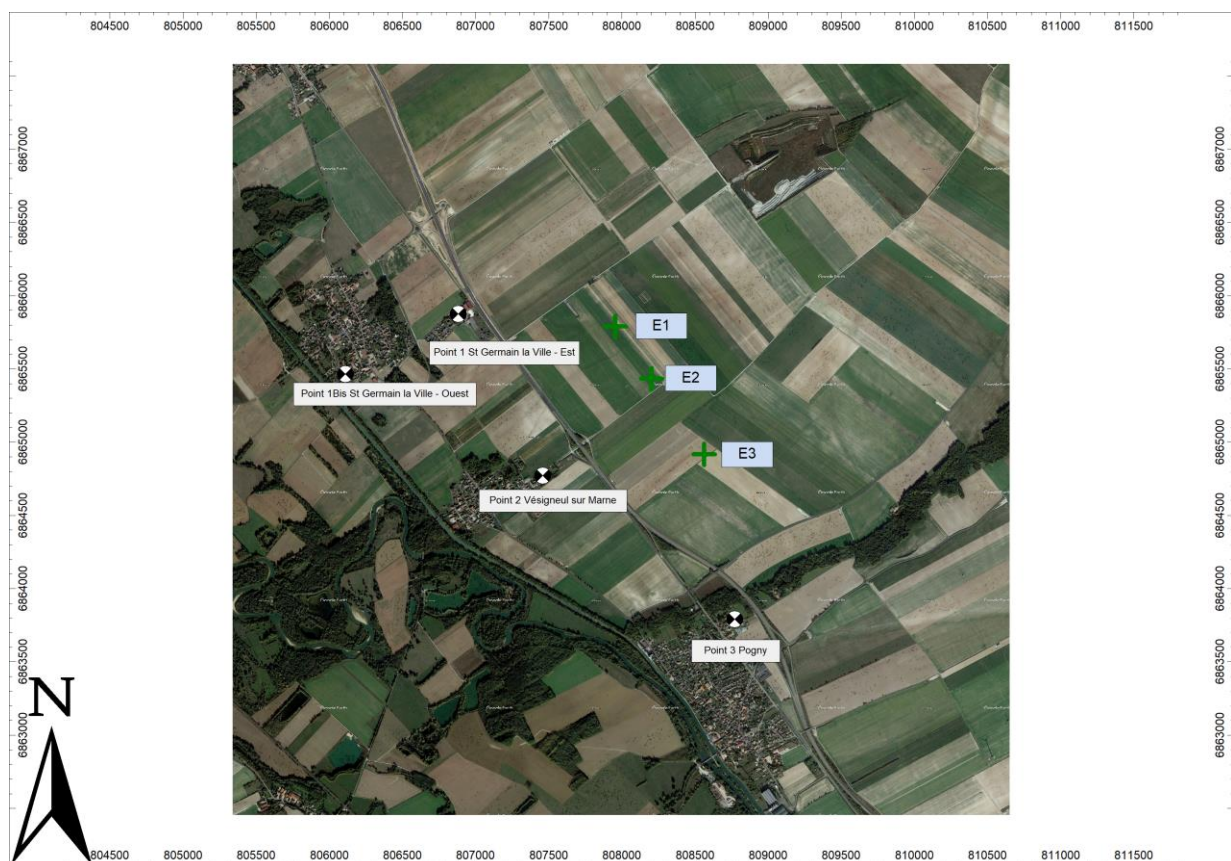 804500 805000 805500 806000 806500 807000 807500 808000 808500 809000 809500 810000 810500 811000 811500
6867000 6867000
6866500 6866500
6866000 6866000
E1
Point 1 St Germain la Ville - Est
6865500 6865500
E2
Point 1Bis St Germain la Ville - Ouest
6865000 6865000
E3
Point 2 Vésigneul sur Marne
6864500 6864500
6864000 6864000
Point 3 Pogny
6863500 6863500
N
6863000 6863000
804500 805000 805500 806000 806500 807000 807500 808000 808500 809000 809500 810000 810500 811000 811500